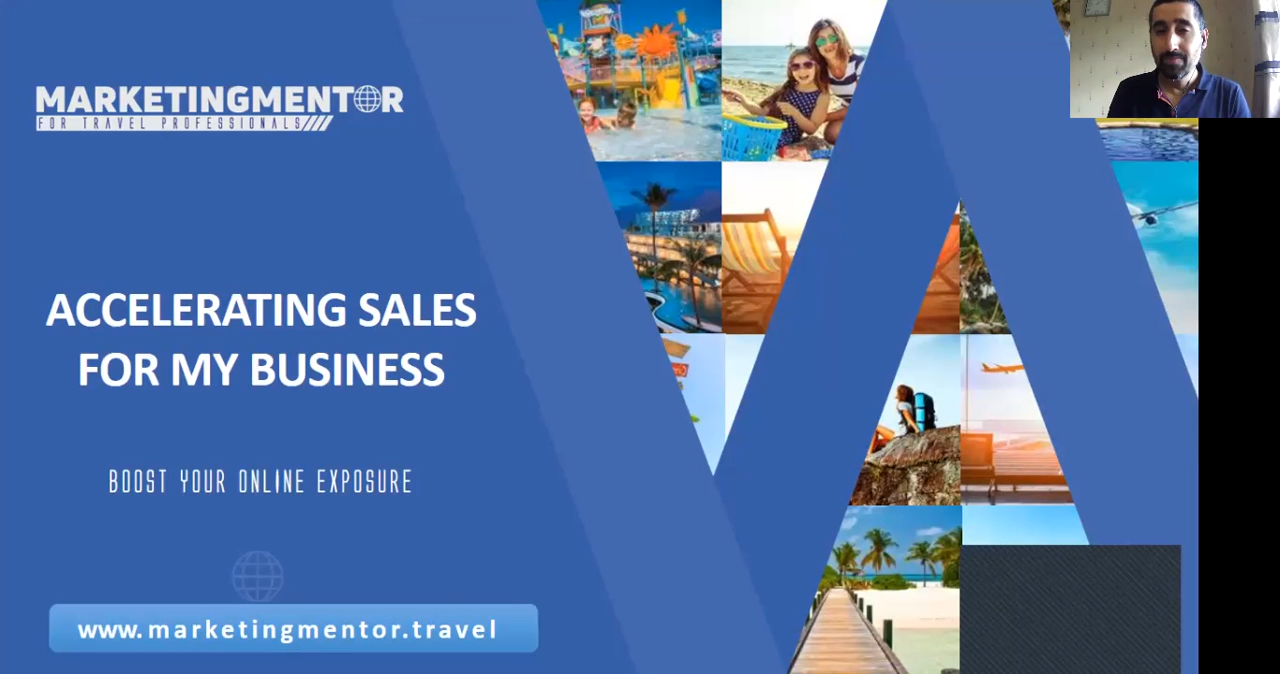 MARKETINGMENTOR
FOR TRAVEL PROFESSIONALS
ACCELERATING SALES
FOR MY BUSINESS
BOOST YOUR ONLINE EXPOSURE
www.marketingmentor.travel